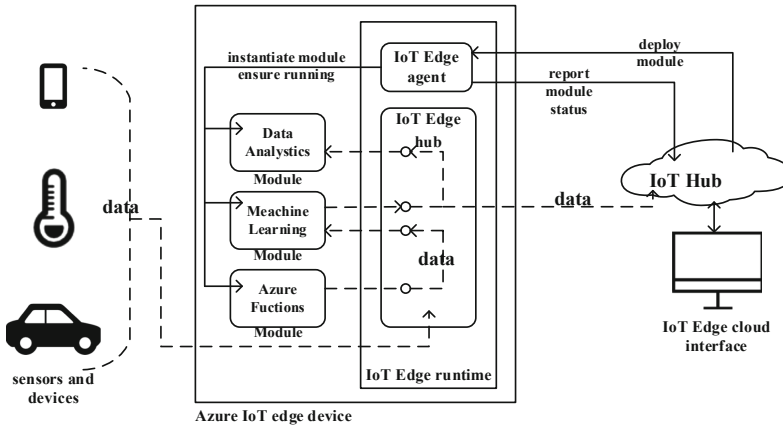 instantiate module
ensure running
IoT Edge
agent
deploy
module
report
module
status
IoT Edge
hub
Data
Analystics
Module
IoT Hub
data
Meachine
Learning
Module
data
data
Azure
Fuctions
Module
IoT Edge cloud
interface
sensors and
devices
IoT Edge runtime
Azure IoT edge device